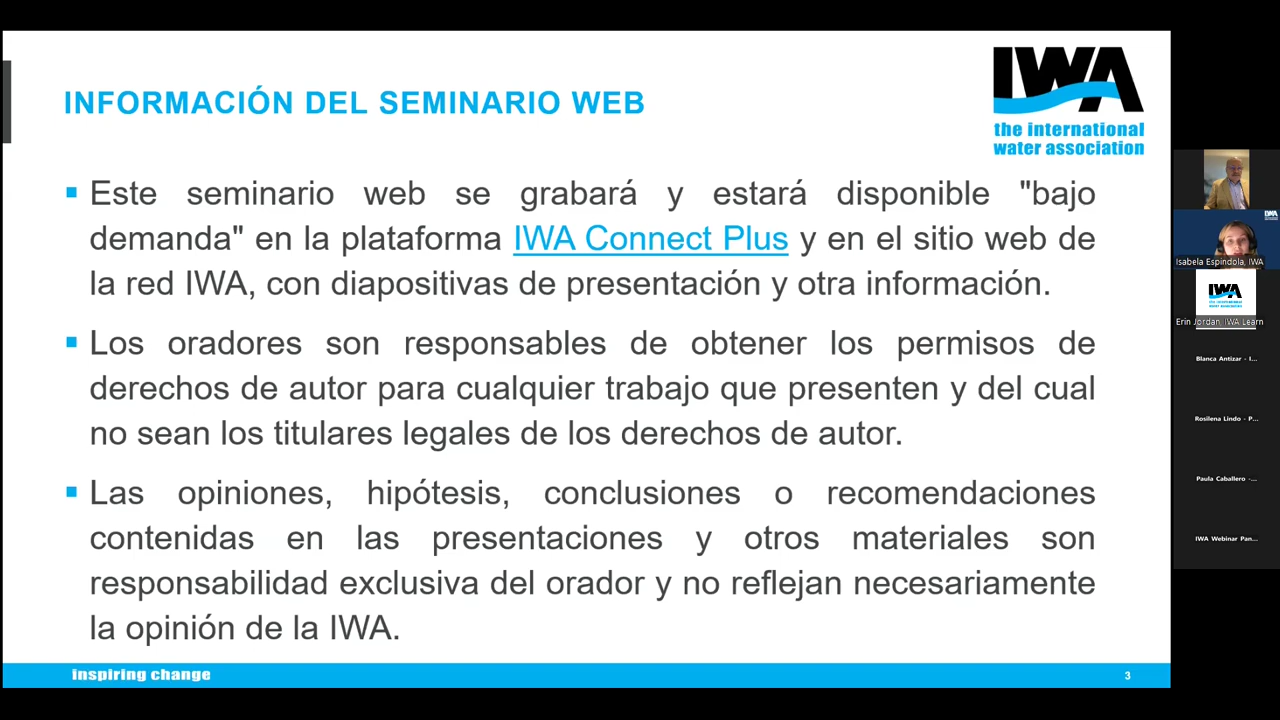 INFORMACIÓN DEL SEMINARIO WEB
IWA
the international
water association
Este seminario web se grabará y estará disponible "bajo
demanda" en la plataforma IWA Connect Plus y en el sitio web de
la red IWA, con diapositivas de presentación y otra información.
Los oradores son responsables de obtener los permisos de
derechos de autor para cualquier trabajo que presenten y del cual
no sean los titulares legales de los derechos de autor.
Las opiniones, hipótesis, conclusiones o recomendaciones
contenidas en las presentaciones y otros materiales son
responsabilidad exclusiva del orador y no reflejan necesariamente
la opinión de la IWA.
inspiring change
3
IWA
Isabela Espindola, IWA
IWA
Erin Jordan, IWA Learn
Blanca Antizar - I...
Rosilena Lindo - P...
Paula Caballero -...
IWA Webinar Pan...